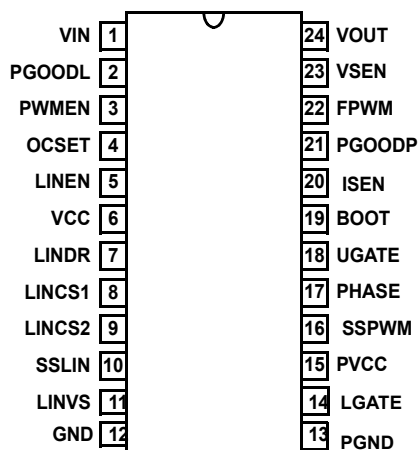 VIN 1 24 VOUT
PGOODL 2 23 VSEN
PWMEN 3 22 FPWM
OCSET 4 21 PGOODP
LINEN 5 20 ISEN
VCC 6 19 BOOT
LINDR 7 18 UGATE
LINCS1 8 17 PHASE
LINCS2 9 16 SSPWM
SSLIN 10 15 PVCC
LINVS 11 14 LGATE
GND 12 13 PGND